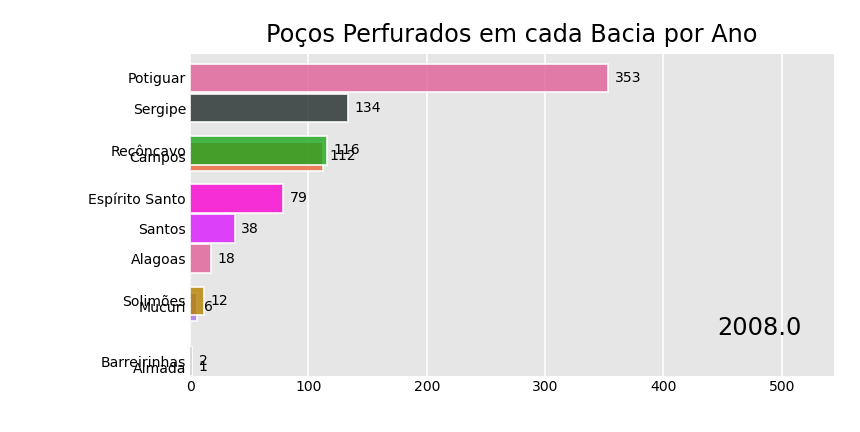 Poços Perfurados em cada Bacia por Ano
Potiguar 353
Sergipe 134
Recôncavo 116
Campos 112
Espírito Santo 79
Santos 38
Alagoas 18
Solimões 12
Mucuri 6
2008.0
Barreirinhas 2
Almada 1
0 100 200 300 400 500